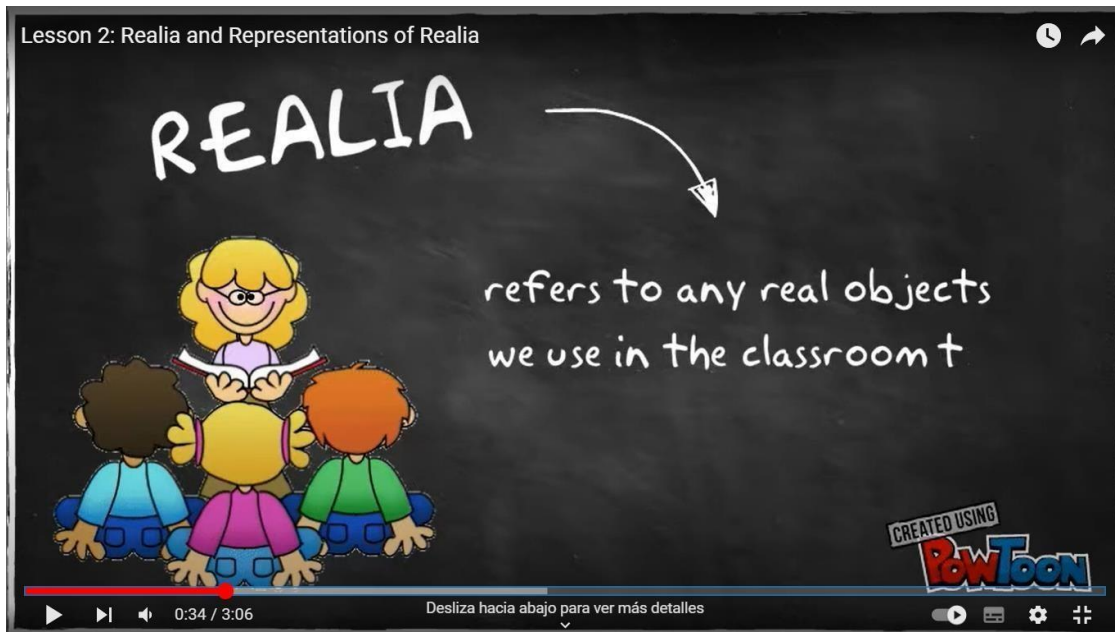 Lesson 2: Realia and Representations of Realia
REALIA
refers to any real objects
we use in the classroom t
CREATED USING
POWTOON
0:34 / 3:06
Desliza hacia abajo para ver más detalles